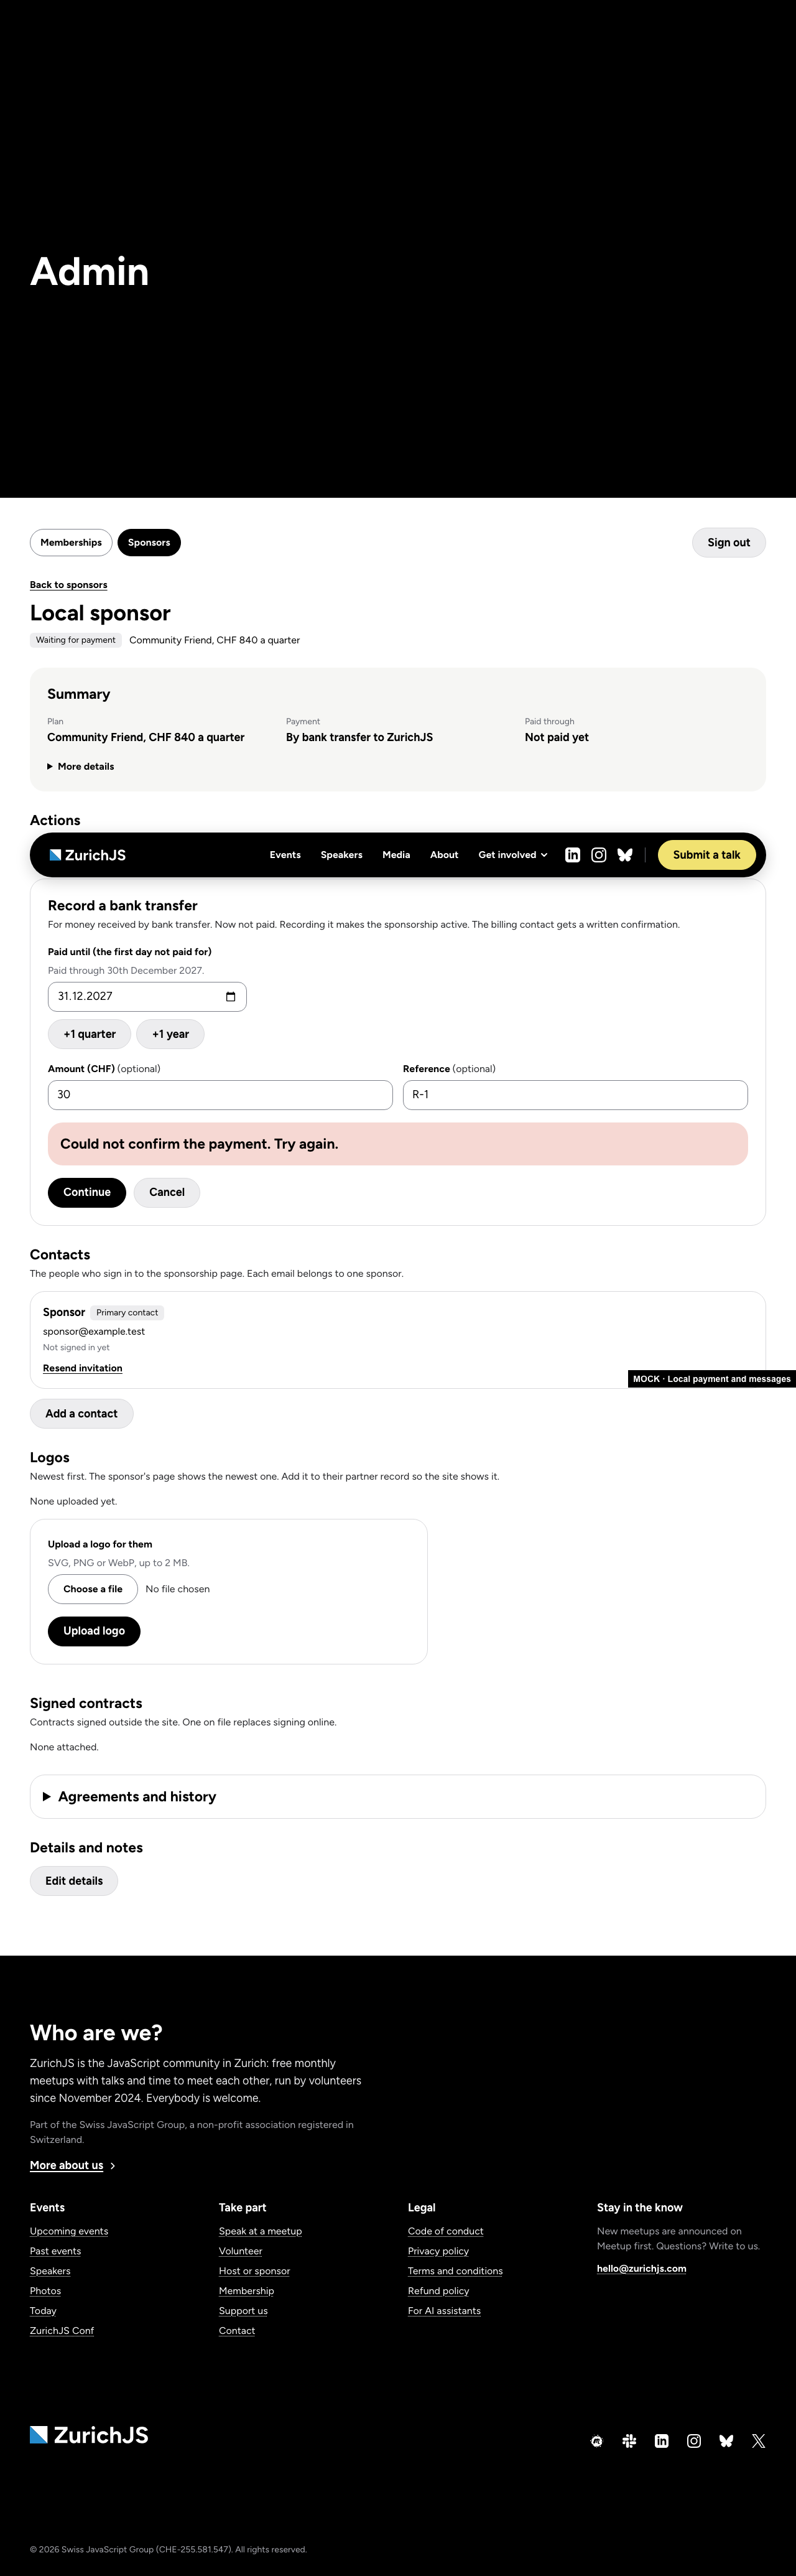 Admin
Memberships
Sponsors
Sign out
Back to sponsors
Local sponsor
Waiting for payment
Community Friend, CHF 840 a quarter
Summary
Plan
Payment
Paid through
Community Friend, CHF 840 a quarter
By bank transfer to ZurichJS
Not paid yet
More details
Actions
ZurichJS
Events
Speakers
Media
About
Get involved
Submit a talk
Record a bank transfer
For money received by bank transfer. Now not paid. Recording it makes the sponsorship active. The billing contact gets a written confirmation.
Paid until (the first day not paid for)
Paid through 30th December 2027.
31.12.2027
+1 quarter
+1 year
Amount (CHF) (optional)
Reference (optional)
30
R-1
Could not confirm the payment. Try again.
Continue
Cancel
Contacts
The people who sign in to the sponsorship page. Each email belongs to one sponsor.
Sponsor
Primary contact
sponsor@example.test
Not signed in yet
Resend invitation
MOCK · Local payment and messages
Add a contact
Logos
Newest first. The sponsor's page shows the newest one. Add it to their partner record so the site shows it.
None uploaded yet.
Upload a logo for them
SVG, PNG or WebP, up to 2 MB.
Choose a file
No file chosen
Upload logo
Signed contracts
Contracts signed outside the site. One on file replaces signing online.
None attached.
Agreements and history
Details and notes
Edit details
Who are we?
ZurichJS is the JavaScript community in Zurich: free monthly
meetups with talks and time to meet each other, run by volunteers
since November 2024. Everybody is welcome.
Part of the Swiss JavaScript Group, a non-profit association registered in
Switzerland.
More about us
Events
Upcoming events
Past events
Speakers
Photos
Today
ZurichJS Conf
Take part
Speak at a meetup
Volunteer
Host or sponsor
Membership
Support us
Contact
Legal
Code of conduct
Privacy policy
Terms and conditions
Refund policy
For AI assistants
Stay in the know
New meetups are announced on
Meetup first. Questions? Write to us.
hello@zurichjs.com
ZurichJS
© 2026 Swiss JavaScript Group (CHE-255.581.547). All rights reserved.